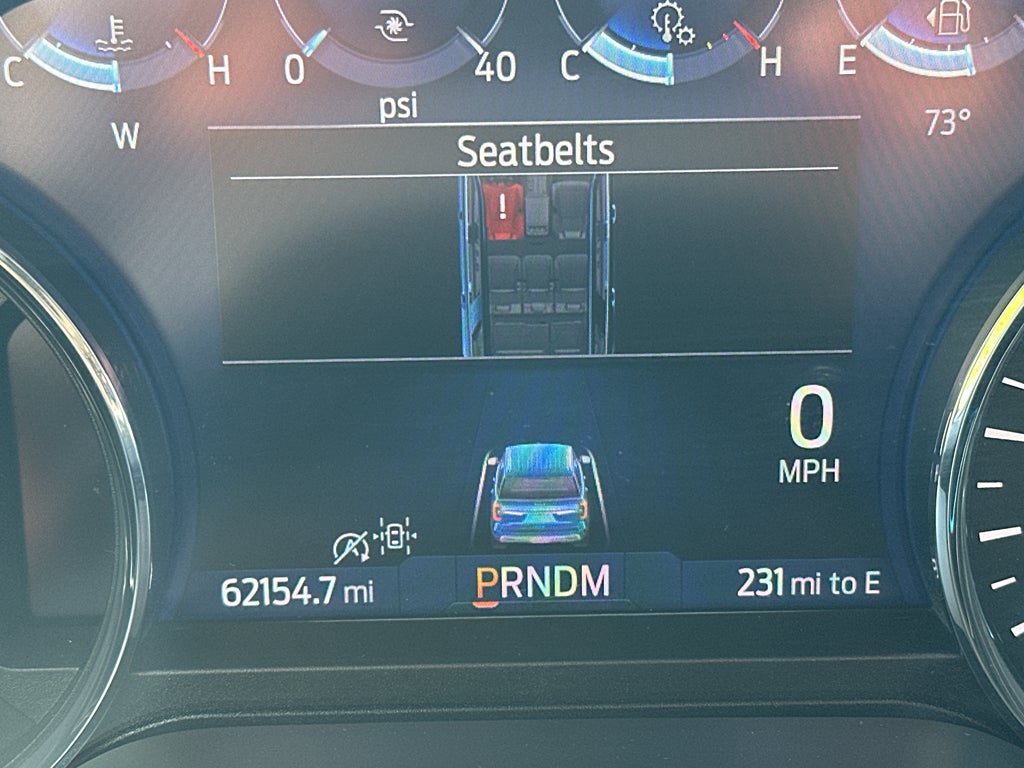 C H 0 40 C H E
psi
W 73°
Seatbelts
!
0
MPH
62154.7 mi PRNDM 231 mi to E